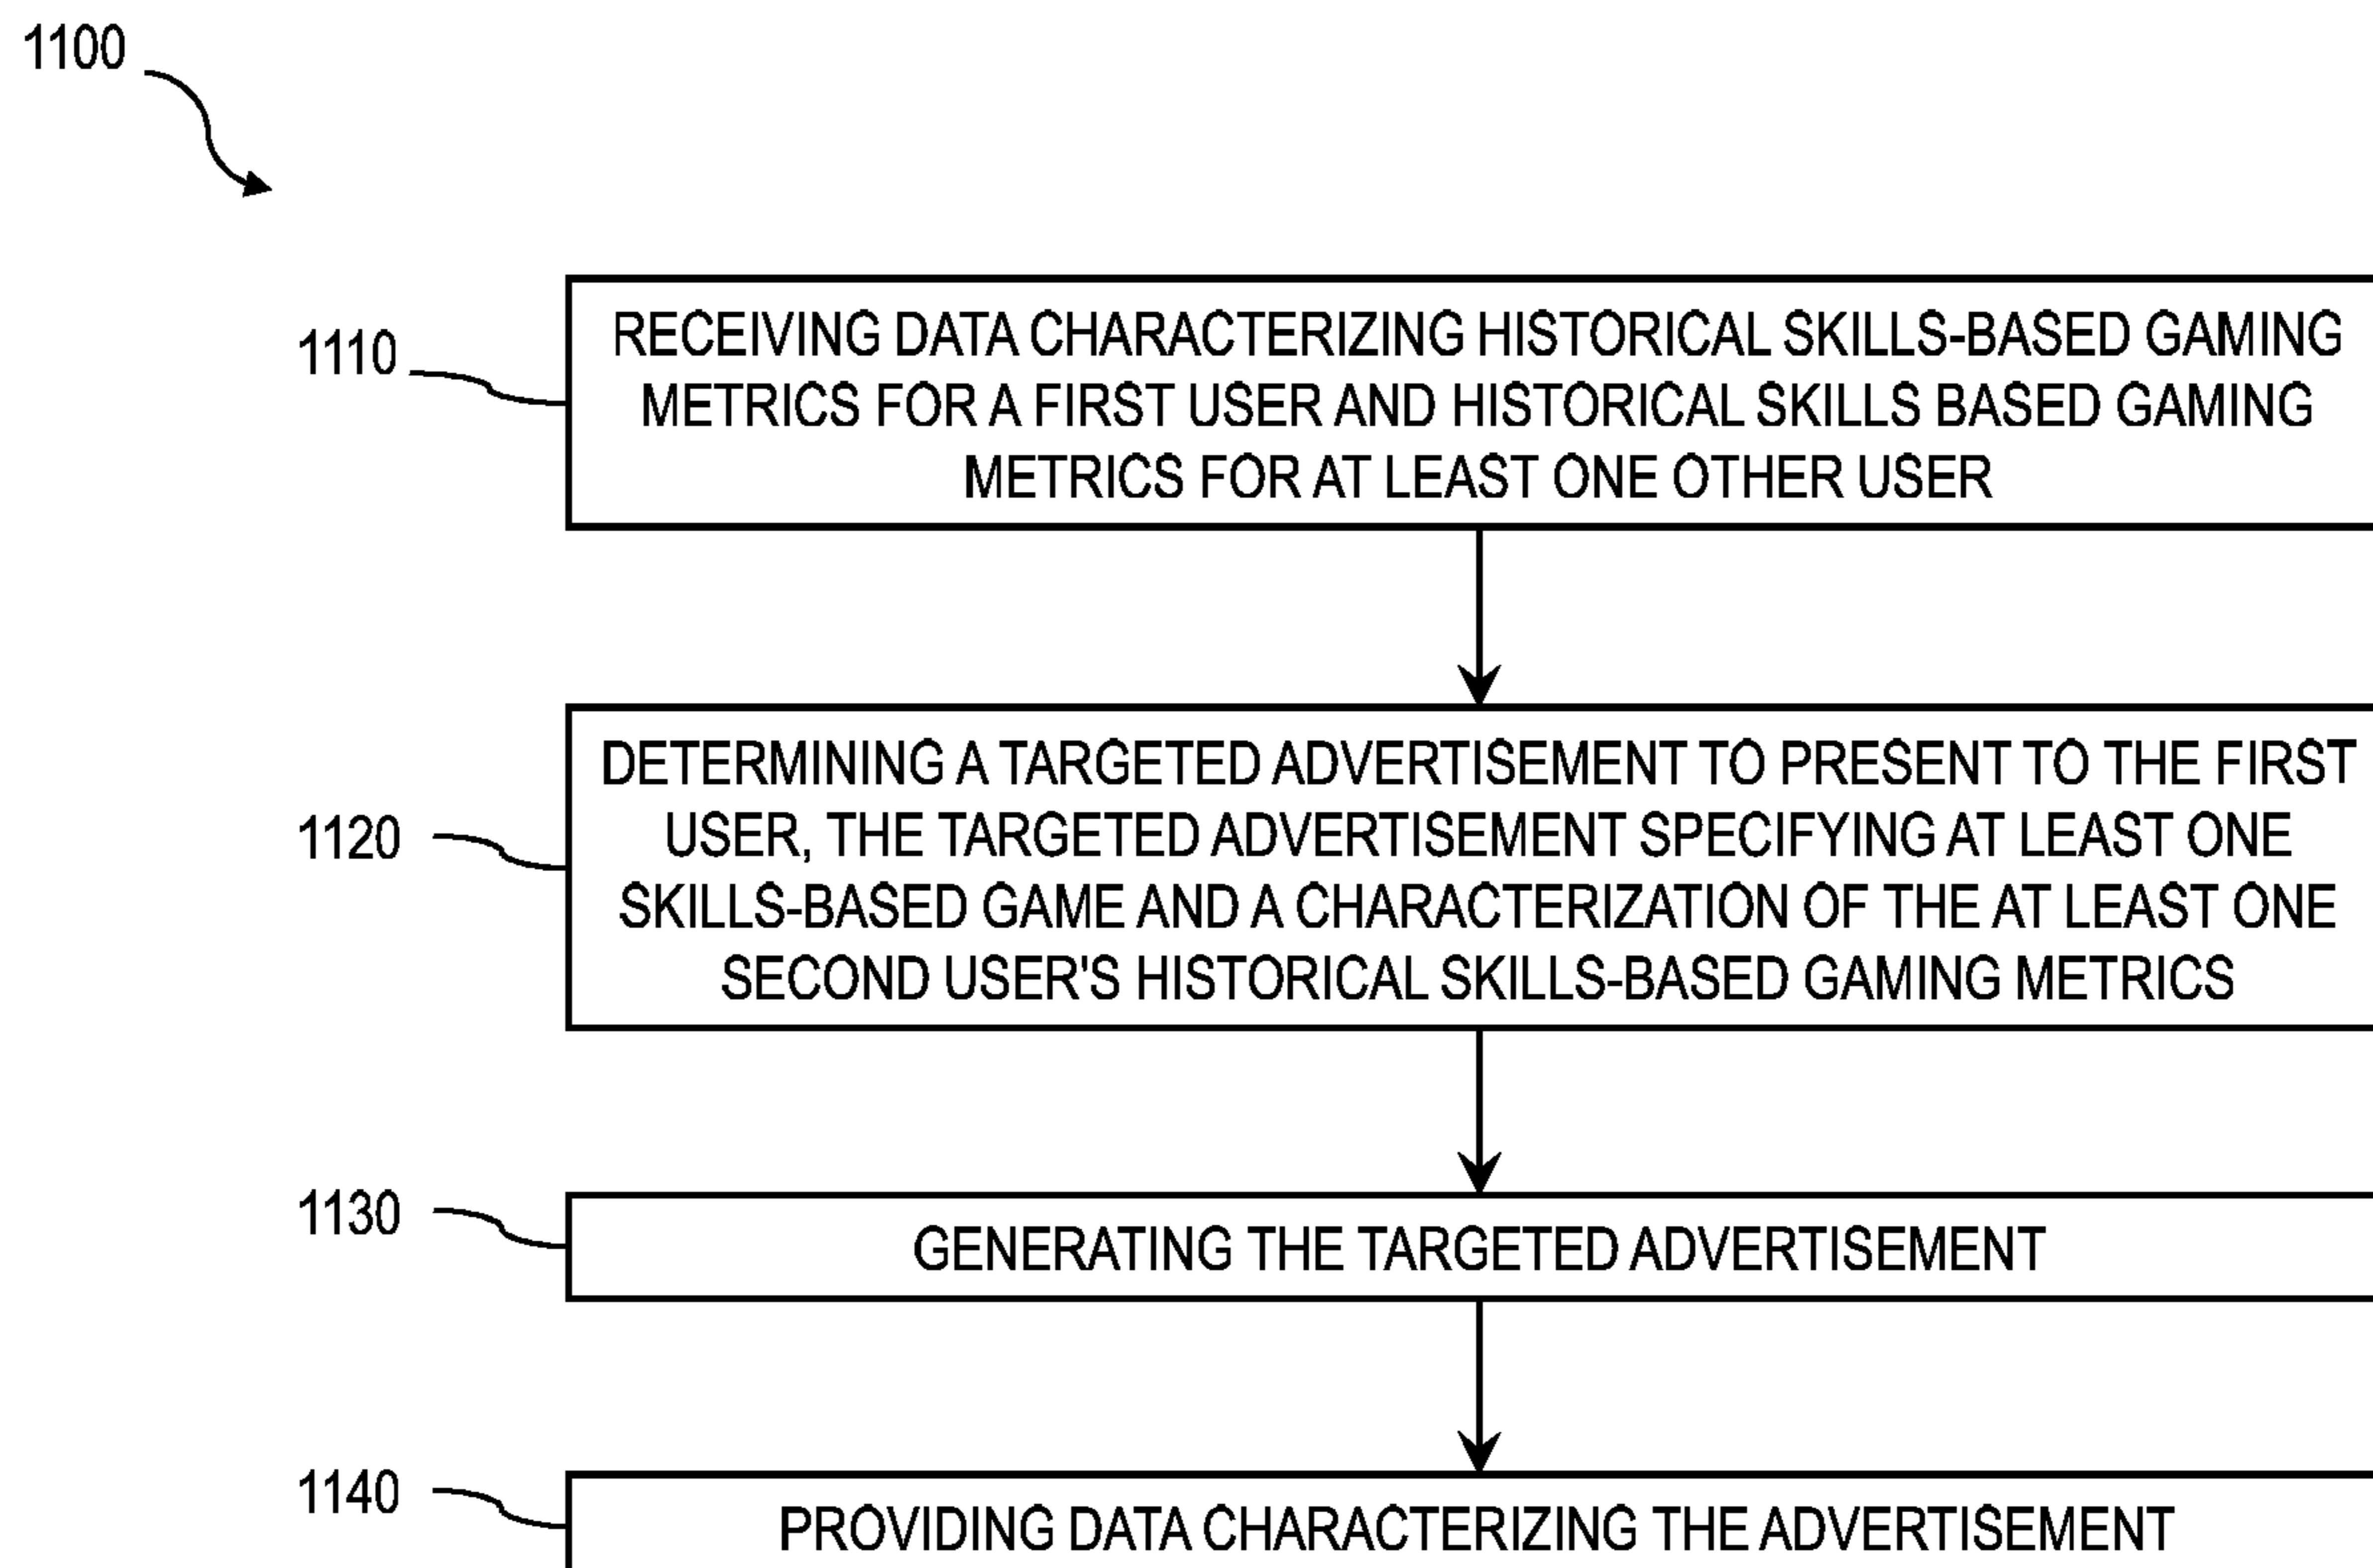 1100
1110
RECEIVING DATA CHARACTERIZING HISTORICAL SKILLS-BASED GAMING
METRICS FOR A FIRST USER AND HISTORICAL SKILLS BASED GAMING
METRICS FOR AT LEAST ONE OTHER USER
1120
DETERMINING A TARGETED ADVERTISEMENT TO PRESENT TO THE FIRST
USER, THE TARGETED ADVERTISEMENT SPECIFYING AT LEAST ONE
SKILLS-BASED GAME AND A CHARACTERIZATION OF THE AT LEAST ONE
SECOND USER'S HISTORICAL SKILLS-BASED GAMING METRICS
1130
GENERATING THE TARGETED ADVERTISEMENT
1140
PROVIDING DATA CHARACTERIZING THE ADVERTISEMENT